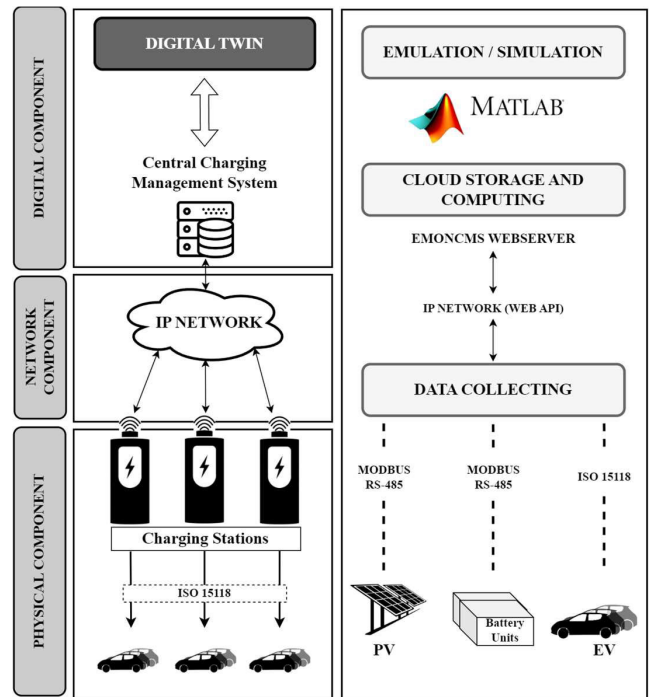 DIGITAL COMPONENT
DIGITAL TWIN
Central Charging
Management System
NETWORK
COMPONENT
IP NETWORK
PHYSICAL COMPONENT
Charging Stations
ISO 15118
EMULATION / SIMULATION
MATLAB
CLOUD STORAGE AND
COMPUTING
EMONCMS WEBSERVER
IP NETWORK (WEB API)
DATA COLLECTING
MODBUS
RS-485
MODBUS
RS-485
ISO 15118
PV
Battery
Units
EV